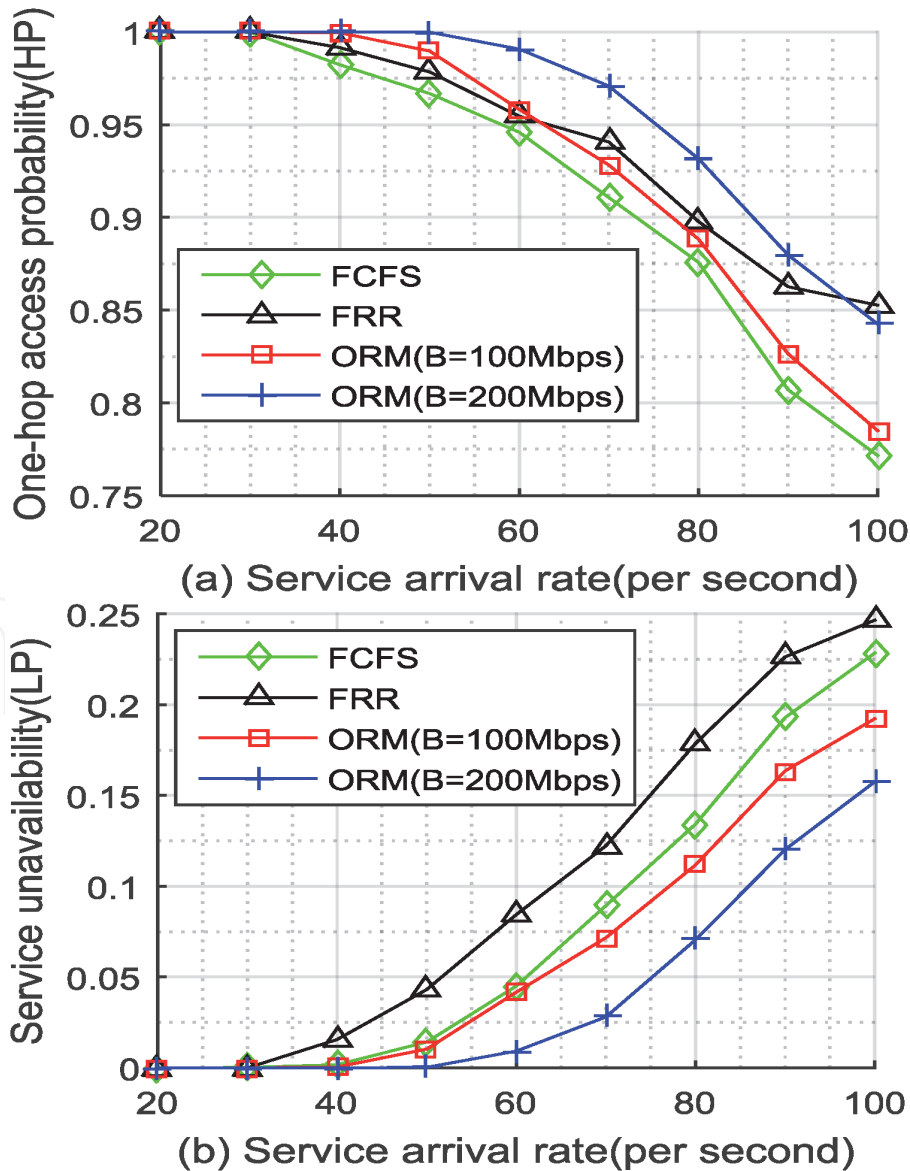 One-hop access probability(HP)
1
0.95
0.9
0.85
0.8
0.75
FCFS
FRR
ORM(B=100Mbps)
ORM(B=200Mbps)
20 40 60 80 100
(a) Service arrival rate(per second)
Service unavailability(LP)
0.25
0.2
0.15
0.1
0.05
0
FCFS
FRR
ORM(B=100Mbps)
ORM(B=200Mbps)
20 40 60 80 100
(b) Service arrival rate(per second)